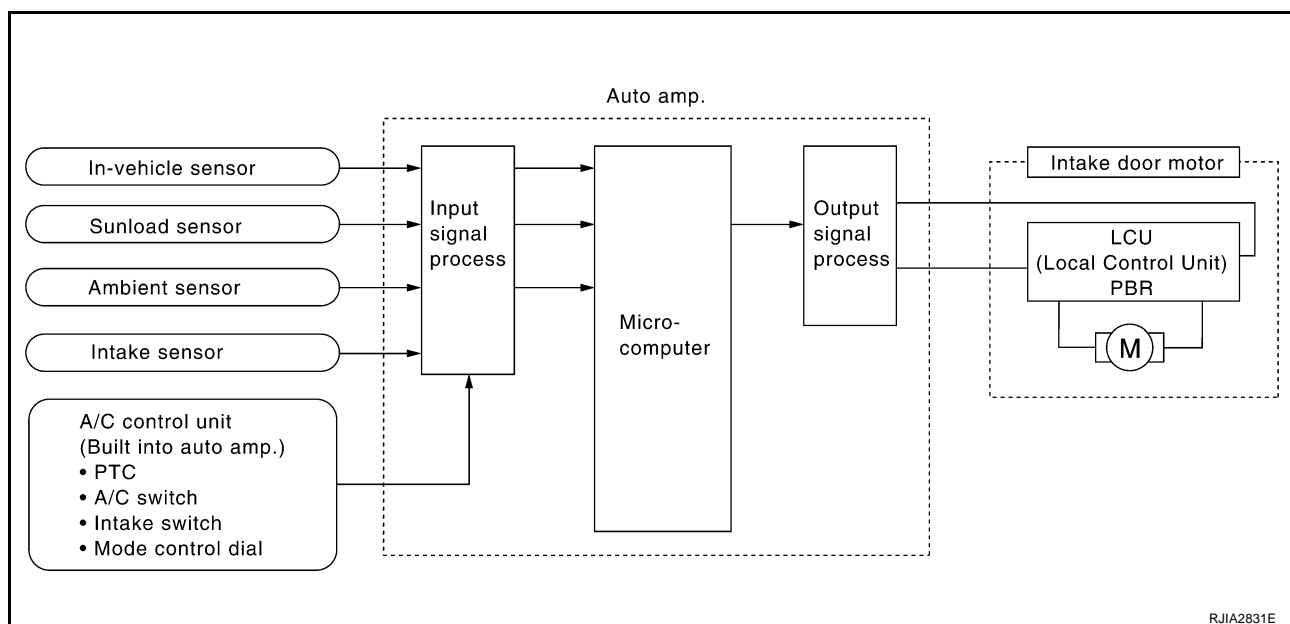 Auto amp.
In-vehicle sensor
Sunload sensor
Ambient sensor
Intake sensor
A/C control unit
(Built into auto amp.)
• PTC
• A/C switch
• Intake switch
• Mode control dial
Input
signal
process
Micro-
computer
Output
signal
process
Intake door motor
LCU
(Local Control Unit)
PBR
M
RJIA2831E